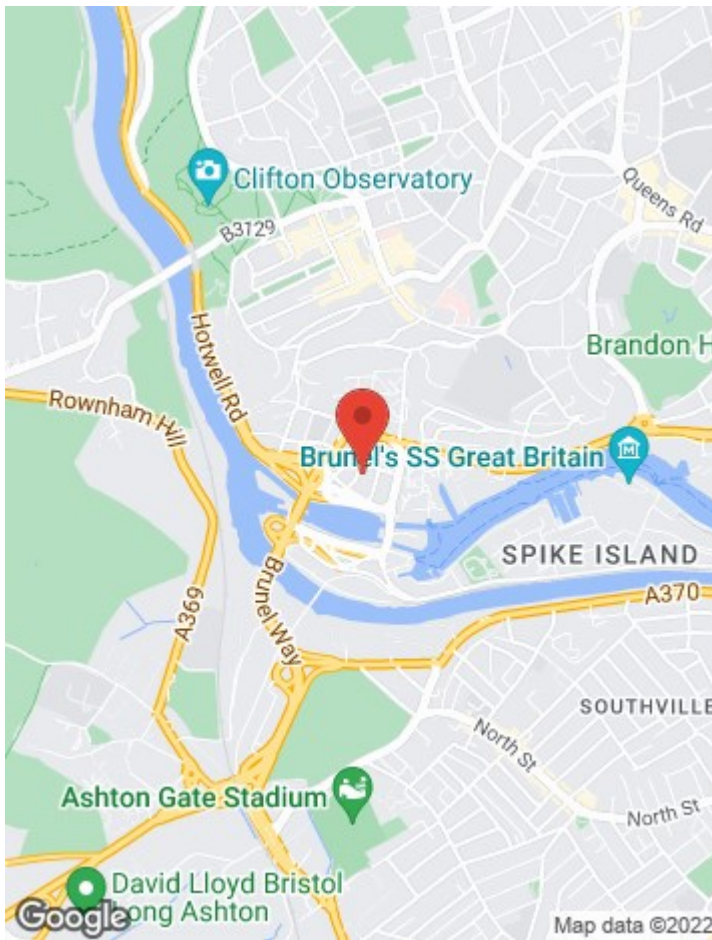 Clifton Observatory
B3129
Queens Rd
Hotwell Rd
Brandon H
Rownham Hill
Brunel's SS Great Britain
SPIKE ISLAND
A370
A369
Brunel Way
SOUTHVILLE
North St
North St
Ashton Gate Stadium
David Lloyd Bristol
Long Ashton
Google
Map data ©2022